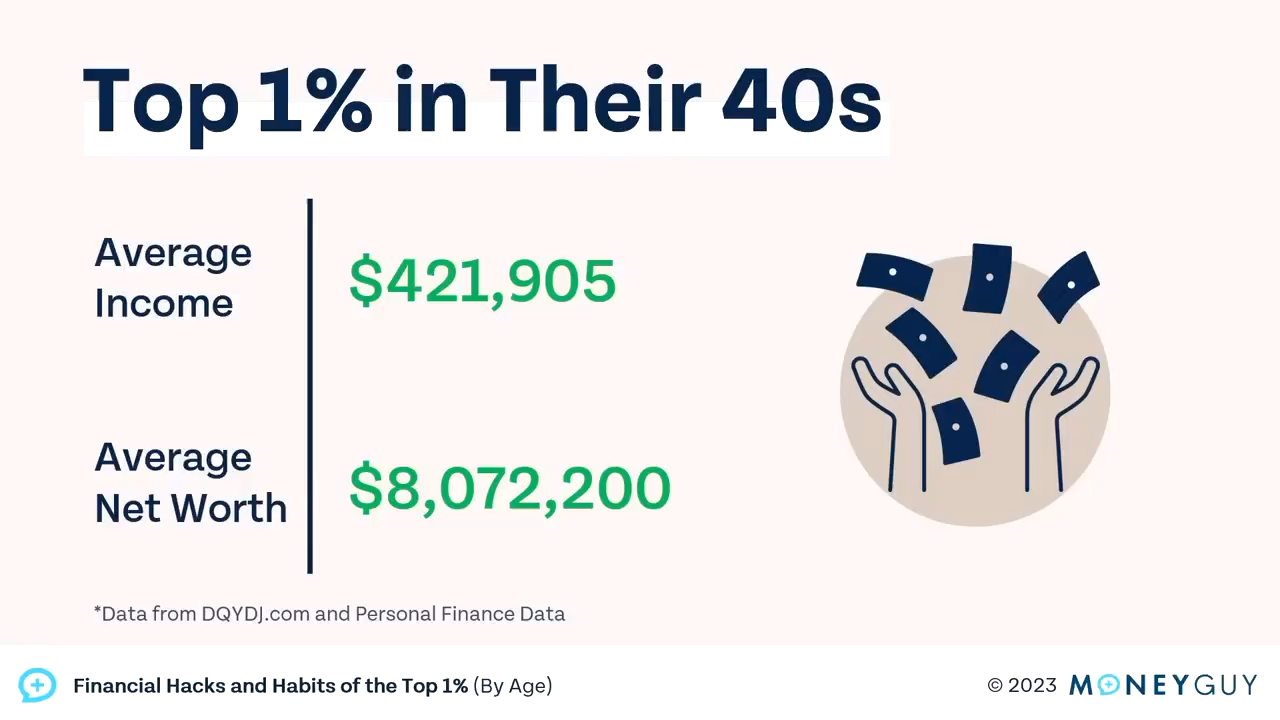 Top 1% in Their 40s
Average
Income
$421,905
Average
Net Worth
$8,072,200
*Data from DQYDJ.com and Personal Finance Data
Financial Hacks and Habits of the Top 1% (By Age)
© 2023 MONEYGUY